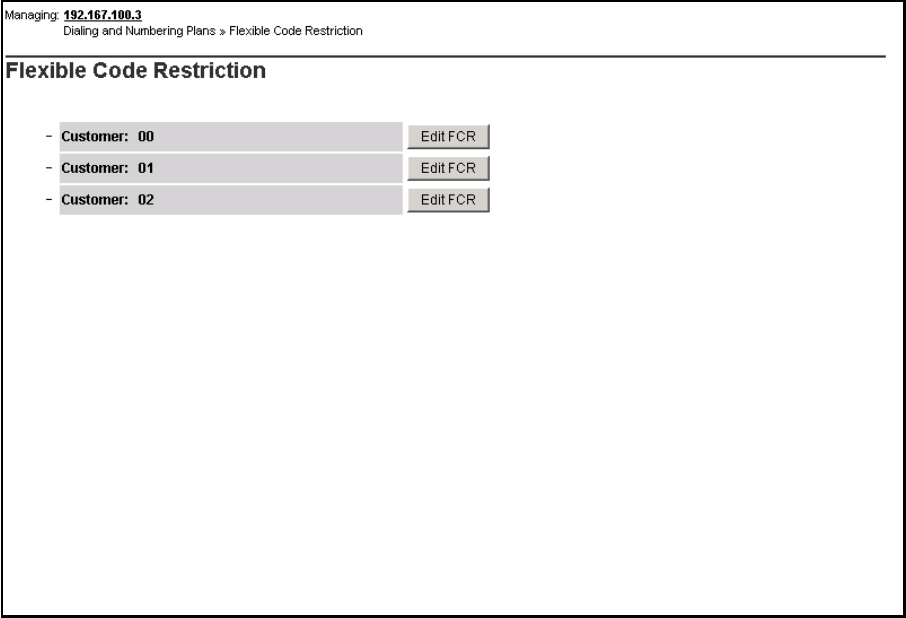 Managing: 192.167.100.3
Dialing and Numbering Plans » Flexible Code Restriction
Flexible Code Restriction
- Customer: 00 Edit FCR
- Customer: 01 Edit FCR
- Customer: 02 Edit FCR